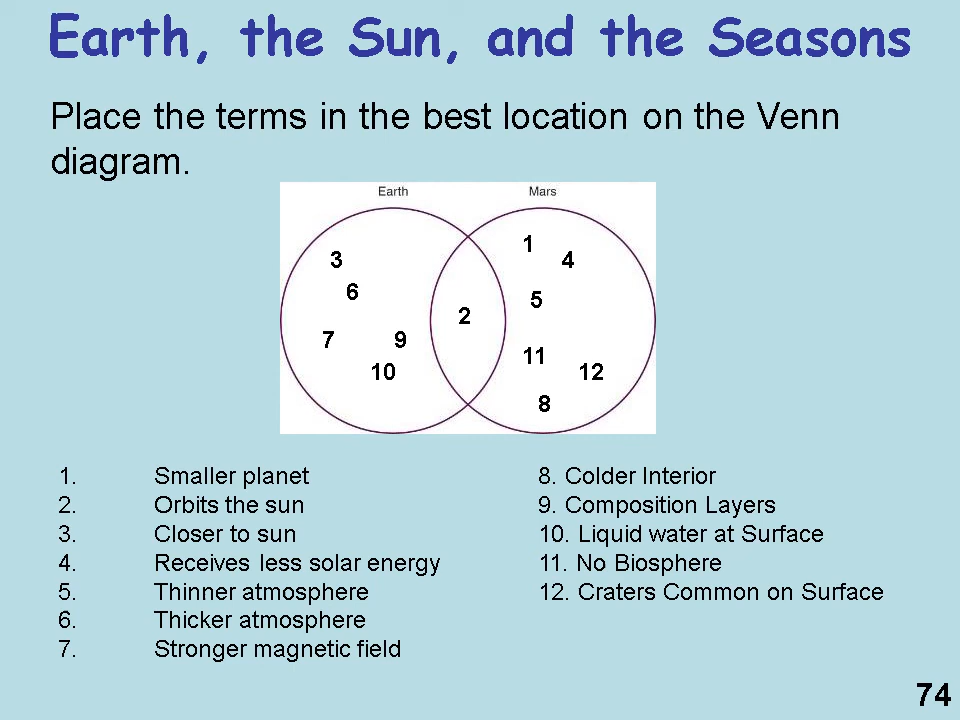 Earth, the Sun, and the Seasons
Place the terms in the best location on the Venn
diagram.
Earth Mars
1
3 4
6 5
2
7 9
11
10 12
8
1. Smaller planet
2. Orbits the sun
3. Closer to sun
4. Receives less solar energy
5. Thinner atmosphere
6. Thicker atmosphere
7. Stronger magnetic field
8. Colder Interior
9. Composition Layers
10. Liquid water at Surface
11. No Biosphere
12. Craters Common on Surface
74